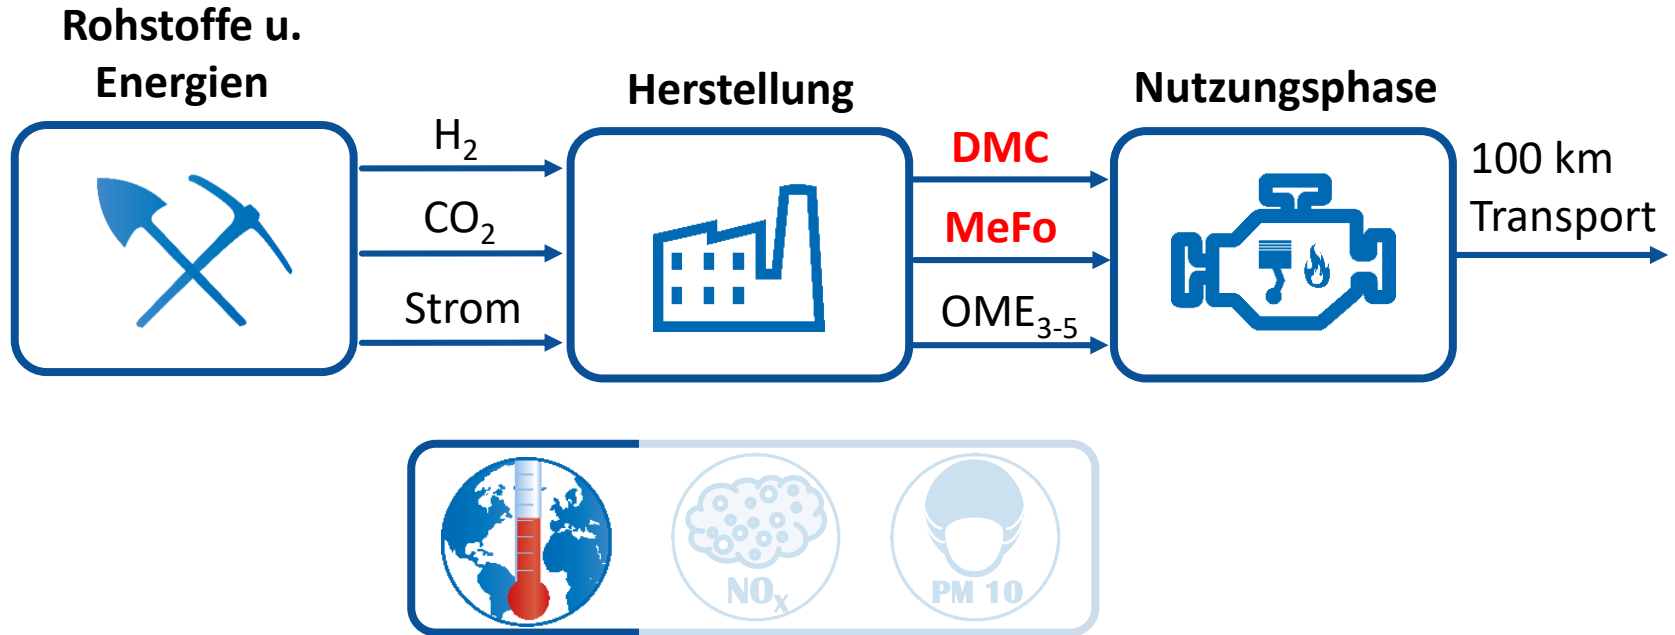 Rohstoffe u.
Energien
Herstellung
Nutzungsphase
H₂
CO₂
Strom
DMC
MeFo
OME₃₋₅
100 km
Transport
NOₓ
PM 10